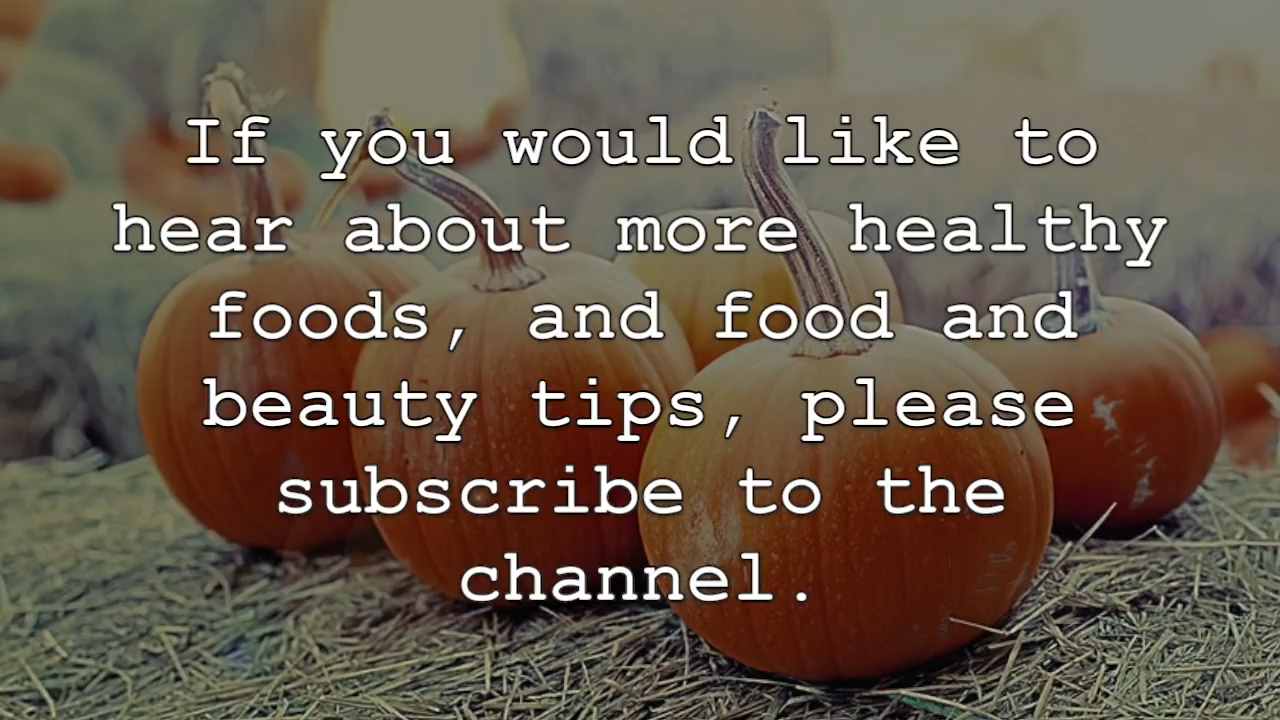 If you would like to
hear about more healthy
foods, and food and
beauty tips, please
subscribe to the
channel.